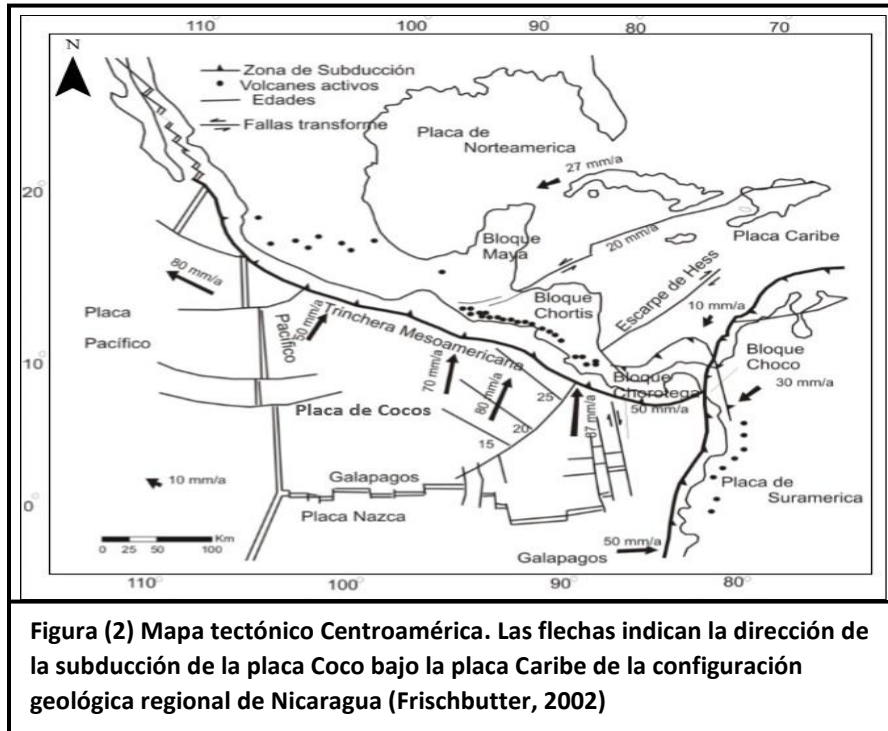 110° 100° 90° 80° 70°
N
Zona de Subducción
Volcanes activos
Edades
Fallas transforme
Placa de
Norteamerica
27 mm/a
20°
20 mm/a
Placa Caribe
Bloque
Maya
Escarpe de Hess
80 mm/a
Bloque
Chortis
10 mm/a
Placa
Pacífico
Pacífico
50 mm/a
Trinchera Mesoamericana
Bloque
Choco
10°
70 mm/a
80 mm/a
25
Bloque
Chorotega
30 mm/a
Placa de Cocos
50 mm/a
20
87 mm/a
15
10 mm/a
Galapagos
Placa de
Suramerica
0°
Placa Nazca
Km
0 25 50 100
50 mm/a
Galapagos
110° 100° 90° 80°
Figura (2) Mapa tectónico Centroamérica. Las flechas indican la dirección de
la subducción de la placa Coco bajo la placa Caribe de la configuración
geológica regional de Nicaragua (Frischbutter, 2002)